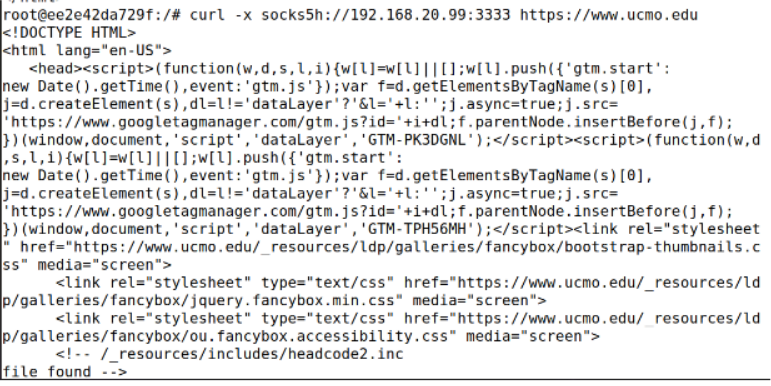 root@ee2e42da729f:/# curl -x socks5h://192.168.20.99:3333 https://www.ucmo.edu
<!DOCTYPE HTML>
<html lang="en-US">
   <head><script>(function(w,d,s,l,i){w[l]=w[l]||[];w[l].push({'gtm.start':
new Date().getTime(),event:'gtm.js'});var f=d.getElementsByTagName(s)[0],
j=d.createElement(s),dl=l!='dataLayer'?'&l='+l:'';j.async=true;j.src=
'https://www.googletagmanager.com/gtm.js?id='+i+dl;f.parentNode.insertBefore(j,f);
})(window,document,'script','dataLayer','GTM-PK3DGNL');</script><script>(function(w,d
,s,l,i){w[l]=w[l]||[];w[l].push({'gtm.start':
new Date().getTime(),event:'gtm.js'});var f=d.getElementsByTagName(s)[0],
j=d.createElement(s),dl=l!='dataLayer'?'&l='+l:'';j.async=true;j.src=
'https://www.googletagmanager.com/gtm.js?id='+i+dl;f.parentNode.insertBefore(j,f);
})(window,document,'script','dataLayer','GTM-TPH56MH');</script><link rel="stylesheet
" href="https://www.ucmo.edu/_resources/ldp/galleries/fancybox/bootstrap-thumbnails.c
ss" media="screen">
      <link rel="stylesheet" type="text/css" href="https://www.ucmo.edu/_resources/ld
p/galleries/fancybox/jquery.fancybox.min.css" media="screen">
      <link rel="stylesheet" type="text/css" href="https://www.ucmo.edu/_resources/ld
p/galleries/fancybox/ou.fancybox.accessibility.css" media="screen">
      <!-- /_resources/includes/headcode2.inc
file found -->